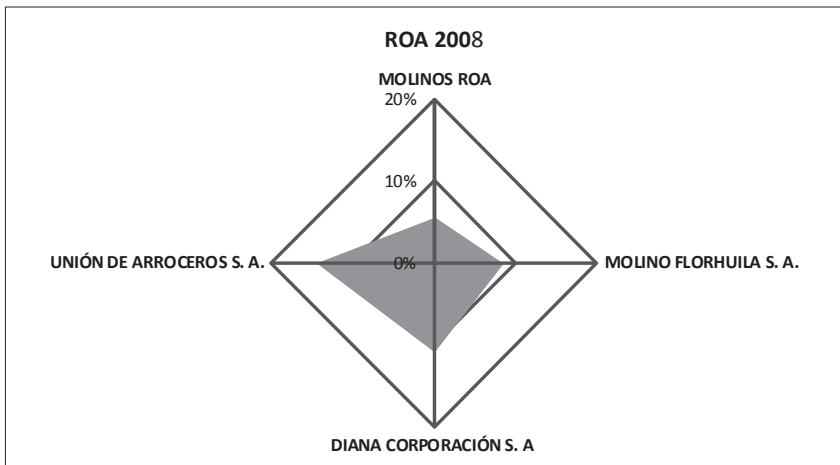 ROA 2008
MOLINOS ROA
20%
10%
UNIÓN DE ARROCEROS S. A.
0%
MOLINO FLORHUILA S. A.
DIANA CORPORACIÓN S. A